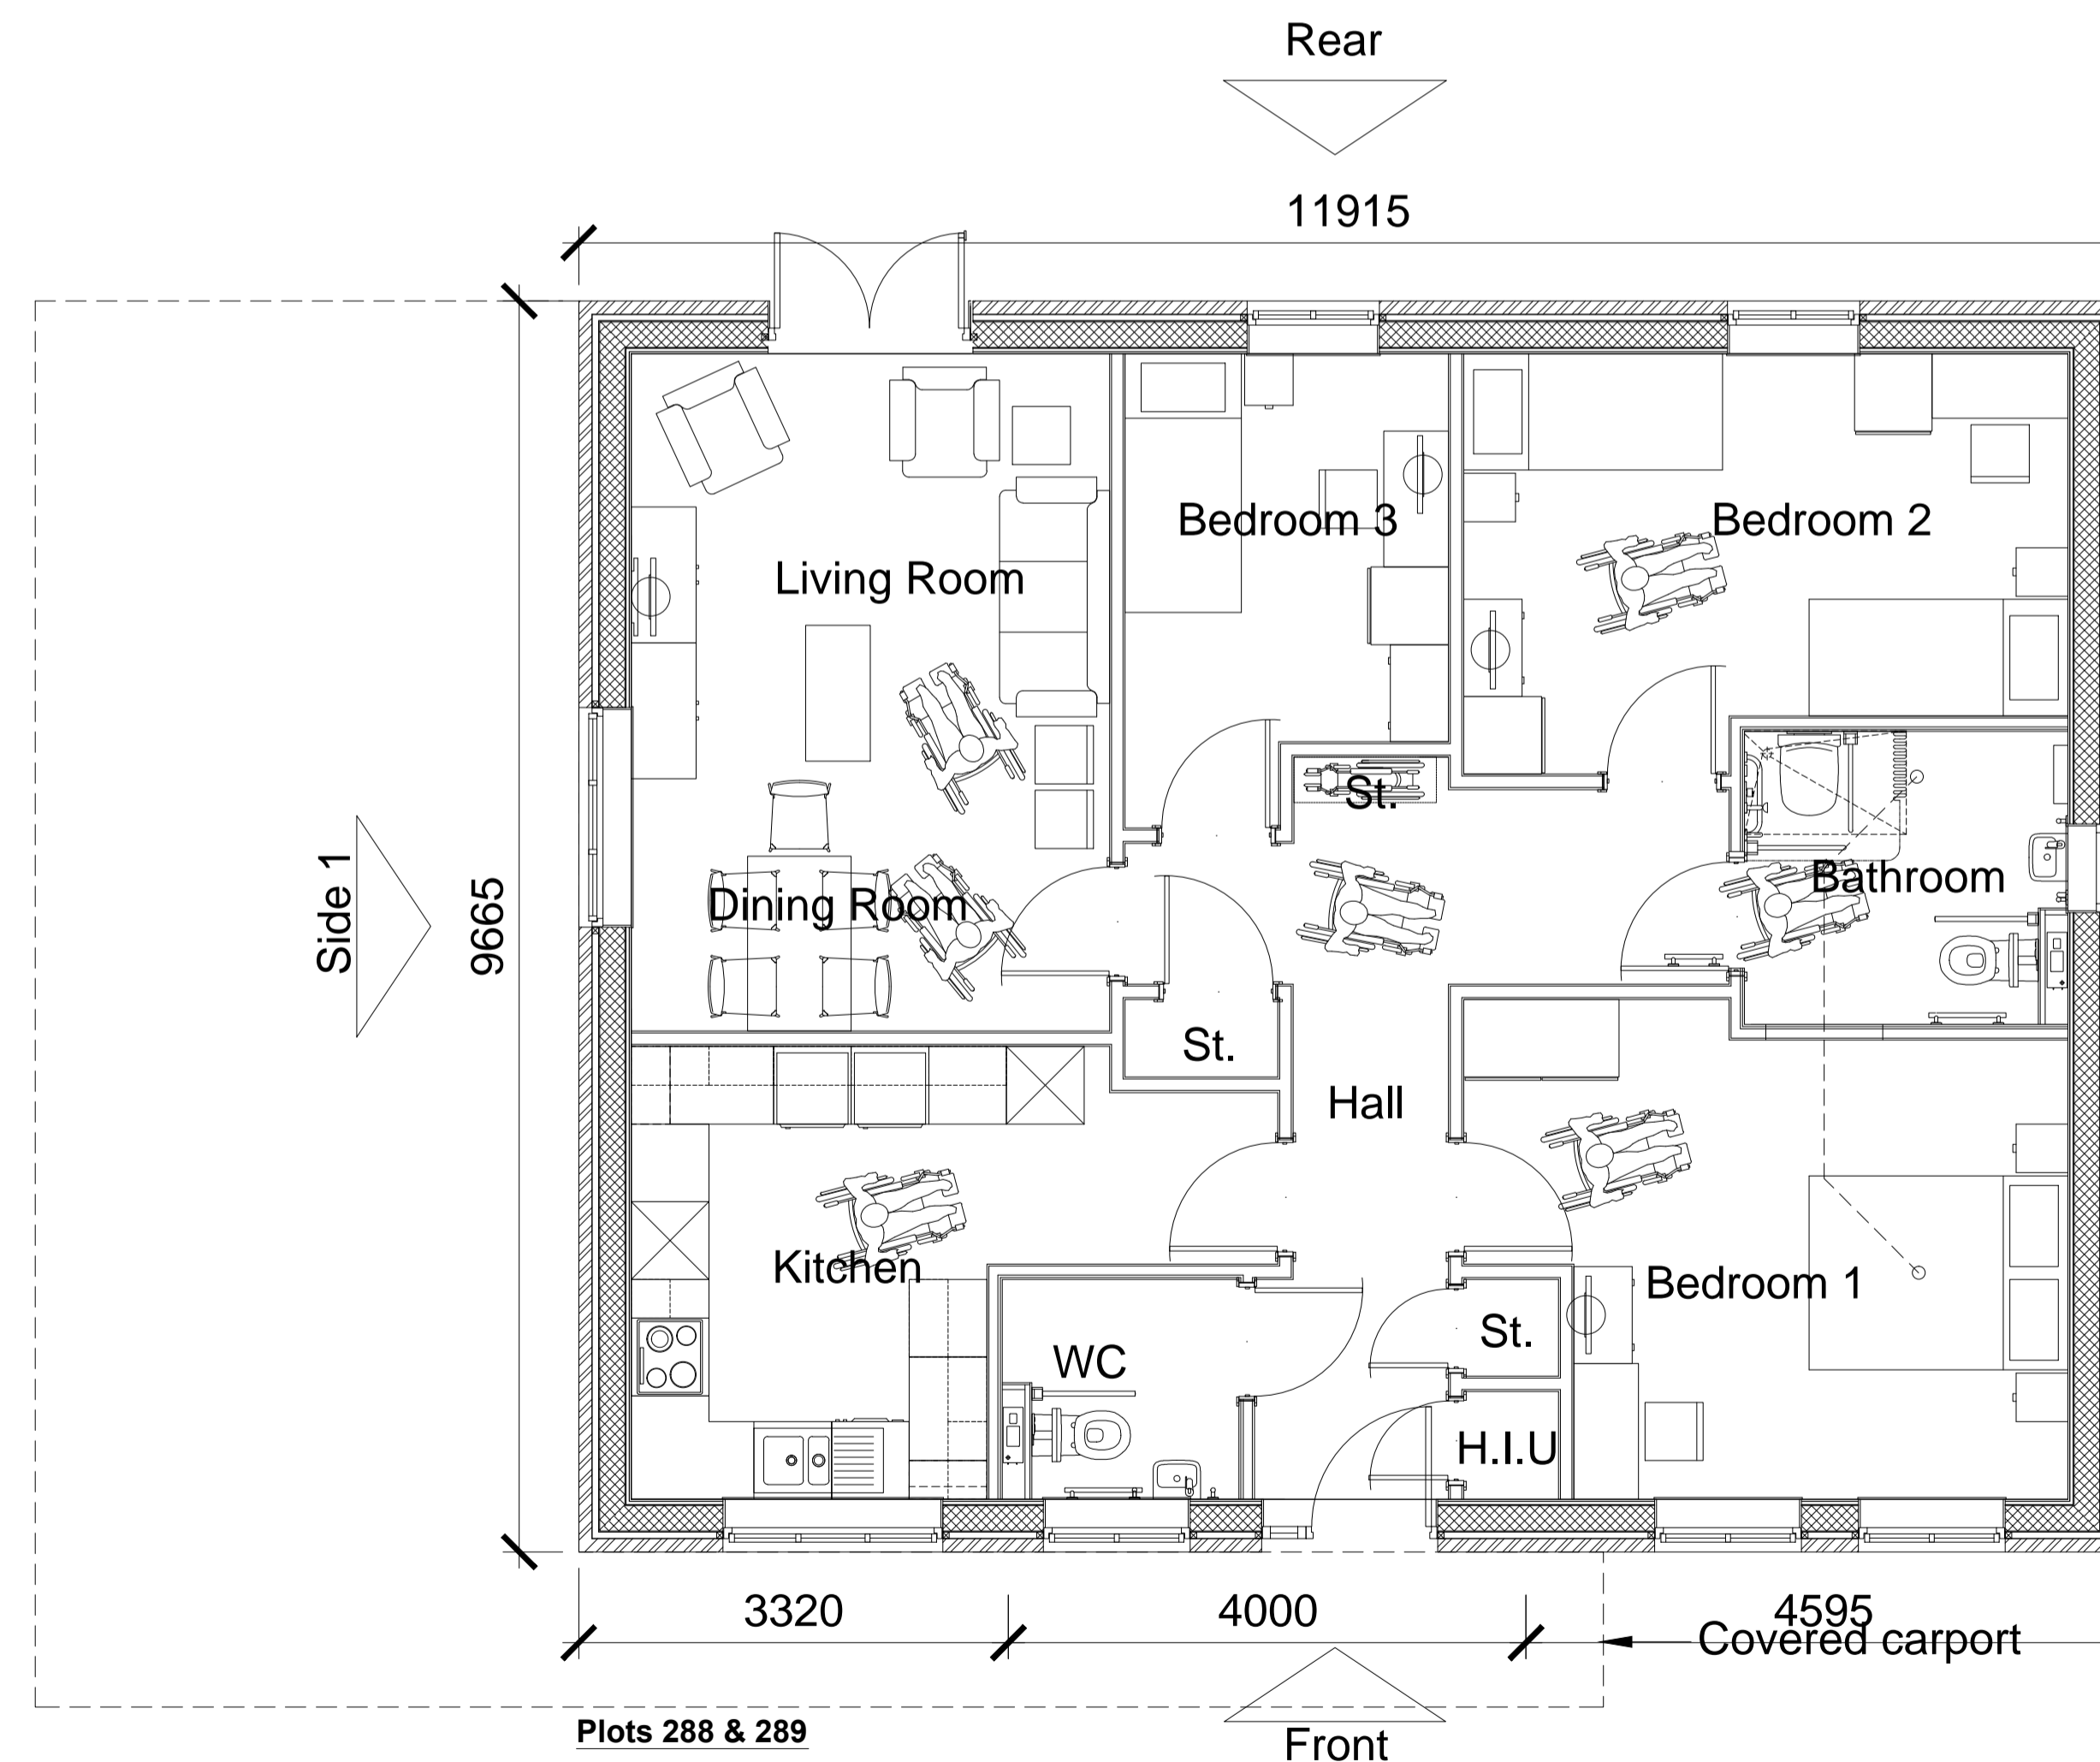 Rear
11915
Bedroom 3
Bedroom 2
Living Room
St.
Side 1
9665
Dining Room
Bathroom
St.
Hall
Kitchen
Bedroom 1
WC
St.
H.I.U
3320
4000
4595
Covered carport
Plots 288 & 289
Front